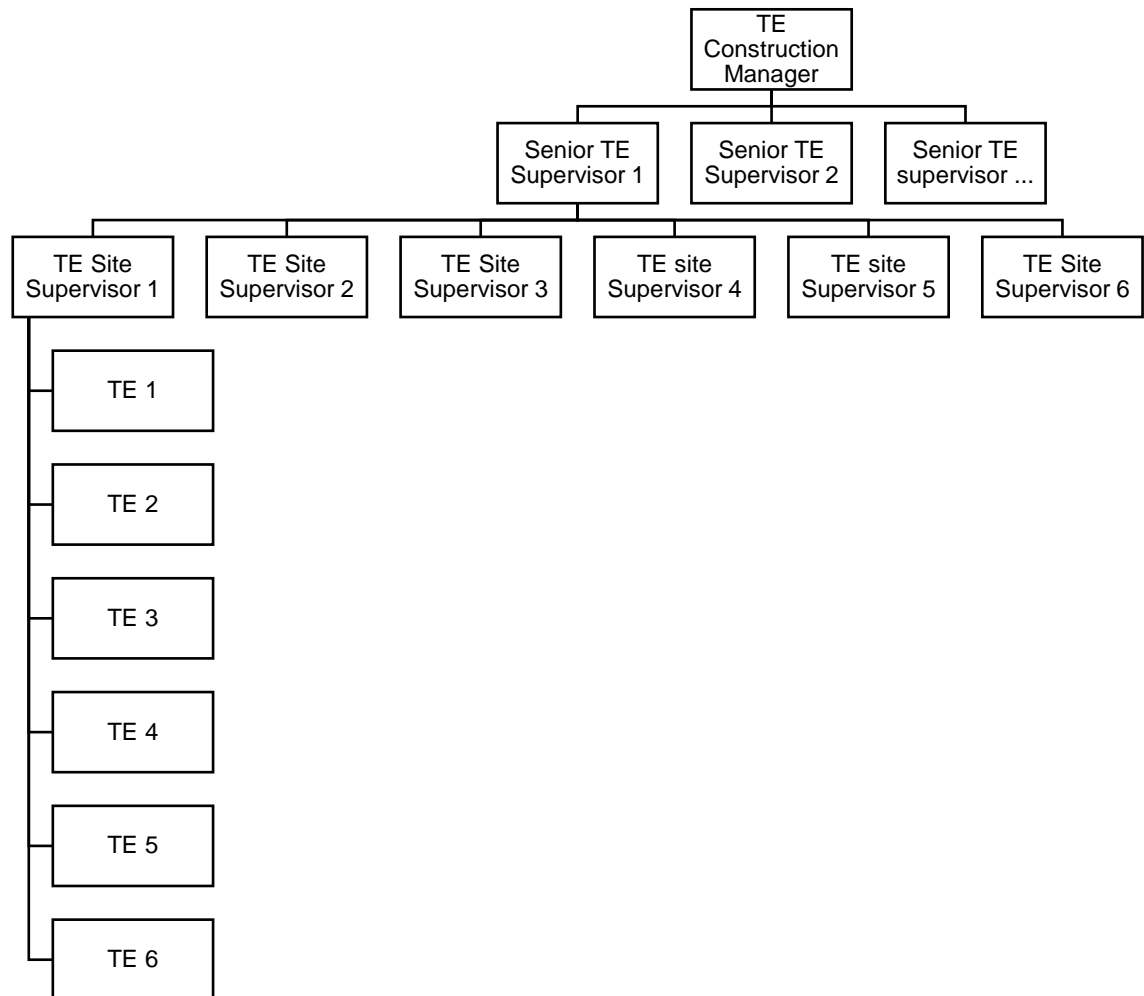 TE
Construction
Manager
Senior TE
Supervisor 1
Senior TE
Supervisor 2
Senior TE
supervisor ...
TE Site
Supervisor 1
TE Site
Supervisor 2
TE Site
Supervisor 3
TE site
Supervisor 4
TE site
Supervisor 5
TE Site
Supervisor 6
TE 1
TE 2
TE 3
TE 4
TE 5
TE 6